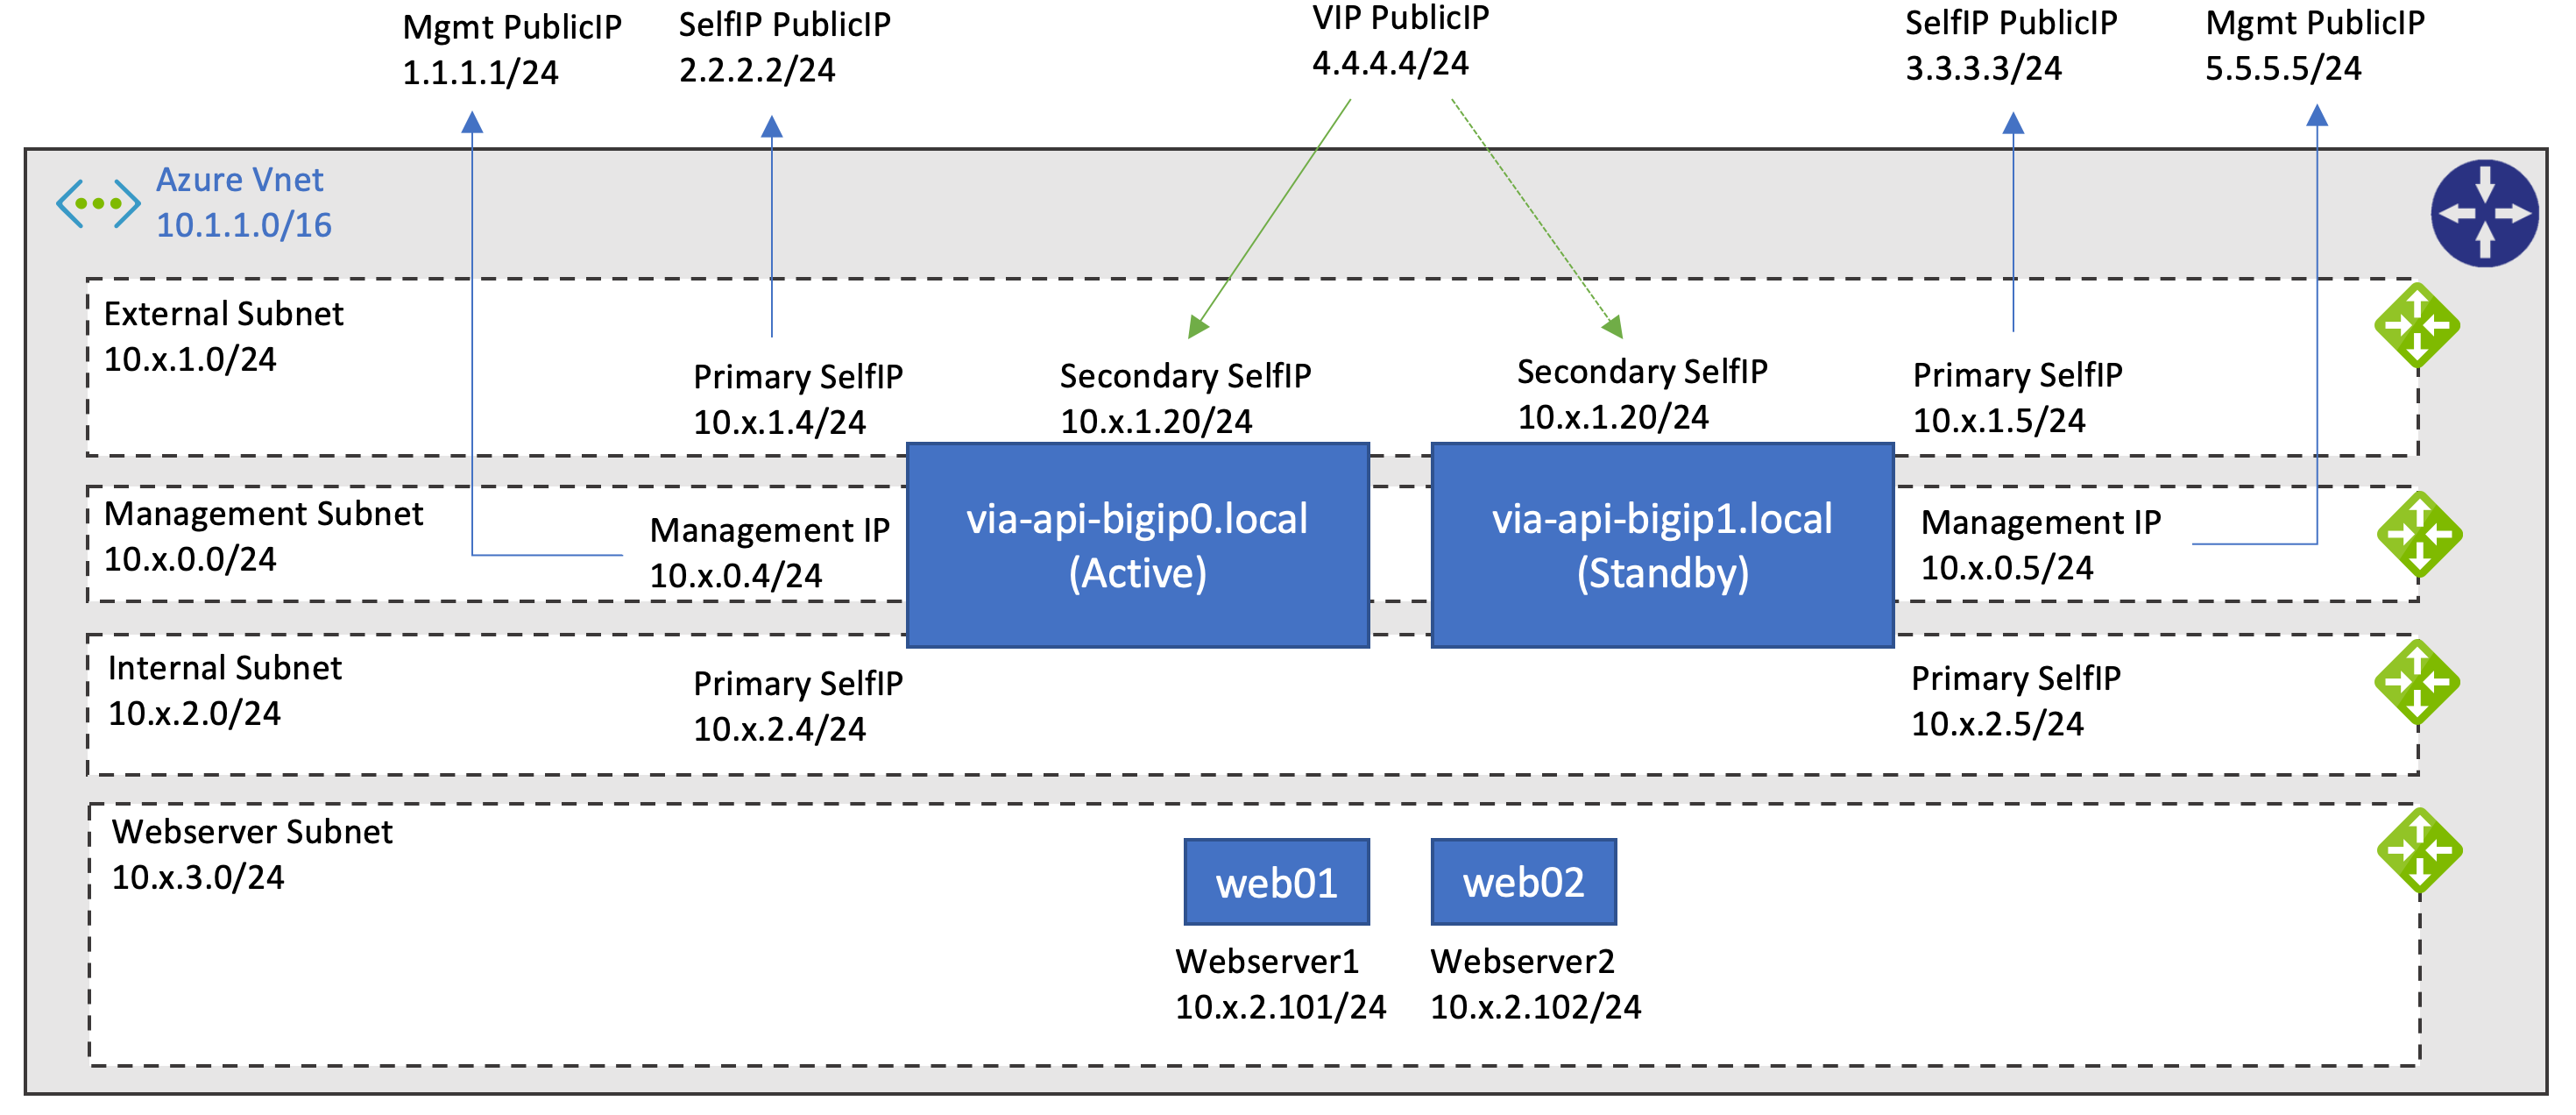 Mgmt PublicIP
1.1.1.1/24
SelfIP PublicIP
2.2.2.2/24
VIP PublicIP
4.4.4.4/24
SelfIP PublicIP
3.3.3.3/24
Mgmt PublicIP
5.5.5.5/24
Azure Vnet
10.1.1.0/16
External Subnet
10.x.1.0/24
Primary SelfIP
10.x.1.4/24
Secondary SelfIP
10.x.1.20/24
Secondary SelfIP
10.x.1.20/24
Primary SelfIP
10.x.1.5/24
Management Subnet
10.x.0.0/24
Management IP
10.x.0.4/24
via-api-bigip0.local
(Active)
via-api-bigip1.local
(Standby)
Management IP
10.x.0.5/24
Internal Subnet
10.x.2.0/24
Primary SelfIP
10.x.2.4/24
Primary SelfIP
10.x.2.5/24
Webserver Subnet
10.x.3.0/24
web01
web02
Webserver1
10.x.2.101/24
Webserver2
10.x.2.102/24